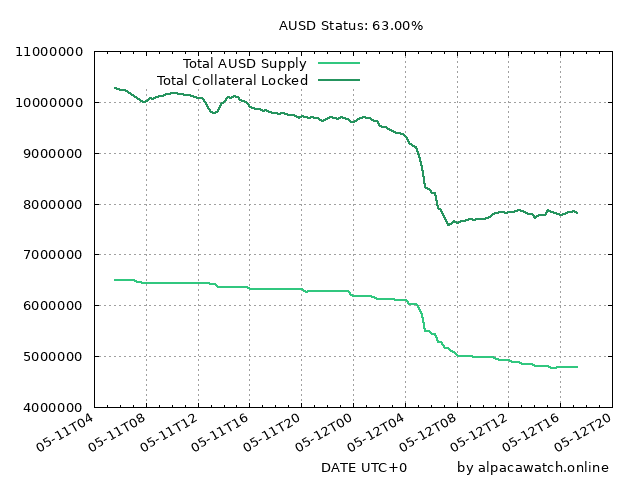 AUSD Status: 63.00%
11000000
10000000
9000000
8000000
7000000
6000000
5000000
4000000
Total AUSD Supply
Total Collateral Locked
05-11T04
05-11T08
05-11T12
05-11T16
05-11T20
05-12T00
05-12T04
05-12T08
05-12T12
05-12T16
05-12T20
DATE UTC+0
by alpacawatch.online